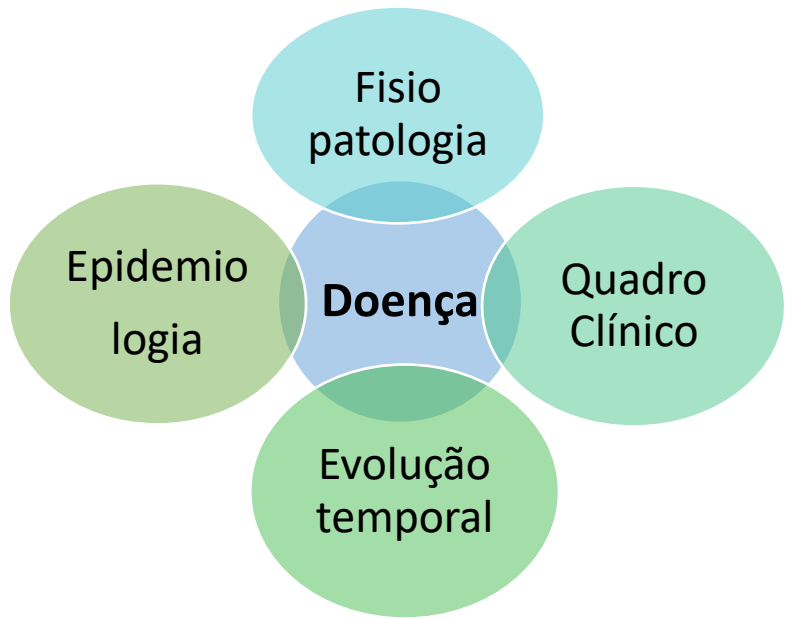 Fisio
patologia
Epidemio
logia
Doença
Quadro
Clínico
Evolução
temporal